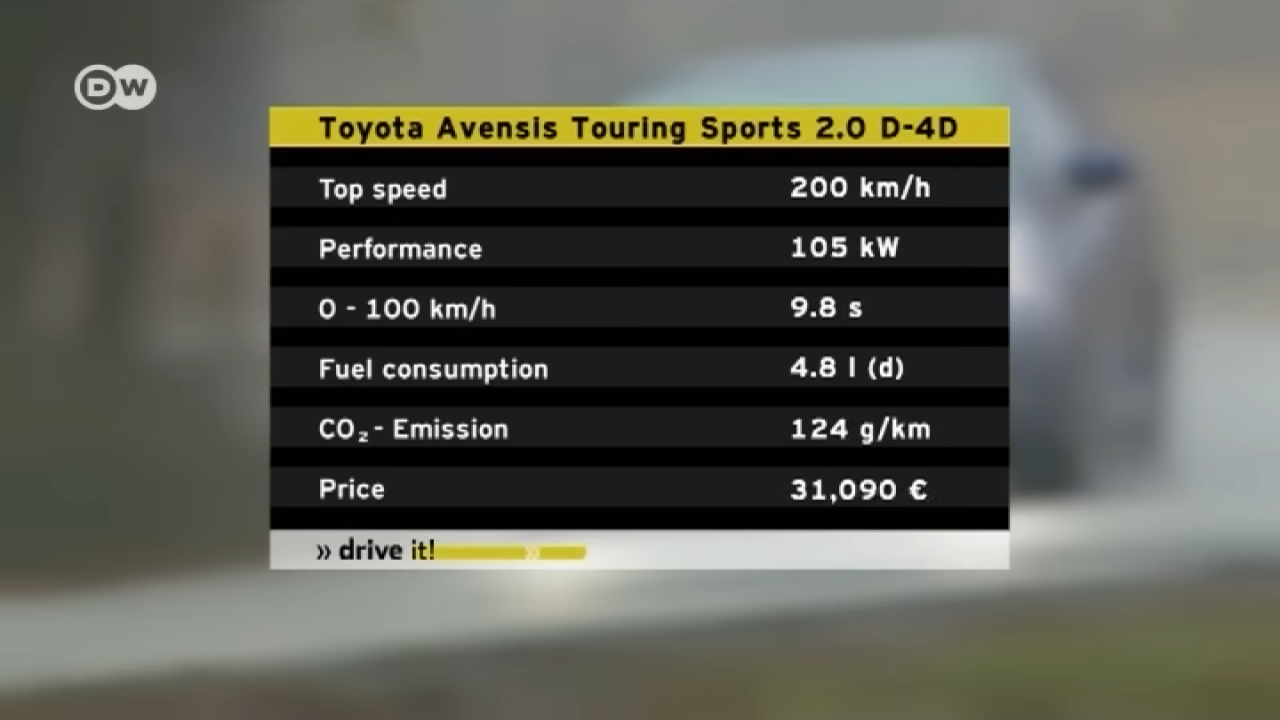 DW
Toyota Avensis Touring Sports 2.0 D-4D
Top speed 200 km/h
Performance 105 kW
0 - 100 km/h 9.8 s
Fuel consumption 4.8 l (d)
CO₂ - Emission 124 g/km
Price 31,090 €
» drive it!